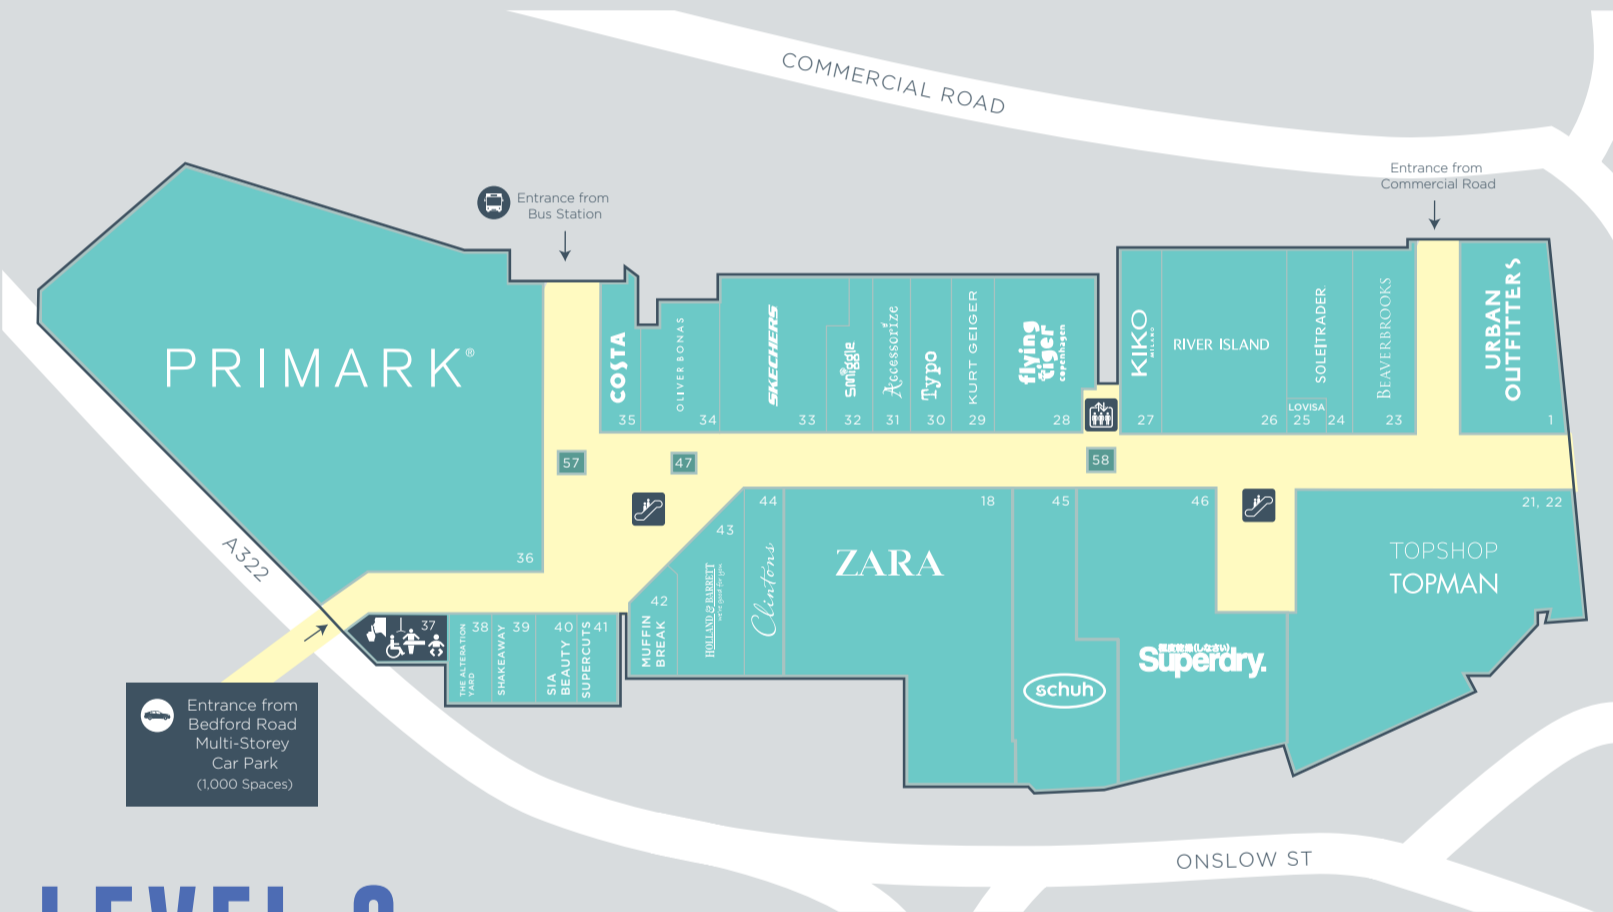 COMMERCIAL ROAD
Entrance from
Commercial Road
Entrance from
Bus Station
PRIMARK®
36
COSTA
35
OLIVER BONAS
34
SKECHERS
33
smiggle
32
Accessorize
31
Typo
30
KURT GEIGER
29
flying
tiger
copenhagen
28
KIKO
MILANO
27
RIVER ISLAND
26
LOVISA
25
SOLETRADER
24
BEAVERBROOKS
23
URBAN
OUTFITTERS
1
57
47
58
A322
37
THE ALTERATION
YARD
38
SHAKEAWAY
39
SIA
BEAUTY
40
SUPERCUTS
41
MUFFIN
BREAK
42
HOLLAND & BARRETT
43
Clintons
44
ZARA
18
schuh
45
Superdry.
46
TOPSHOP
TOPMAN
21, 22
Entrance from
Bedford Road
Multi-Storey
Car Park
(1,000 Spaces)
ONSLOW ST
LEVEL